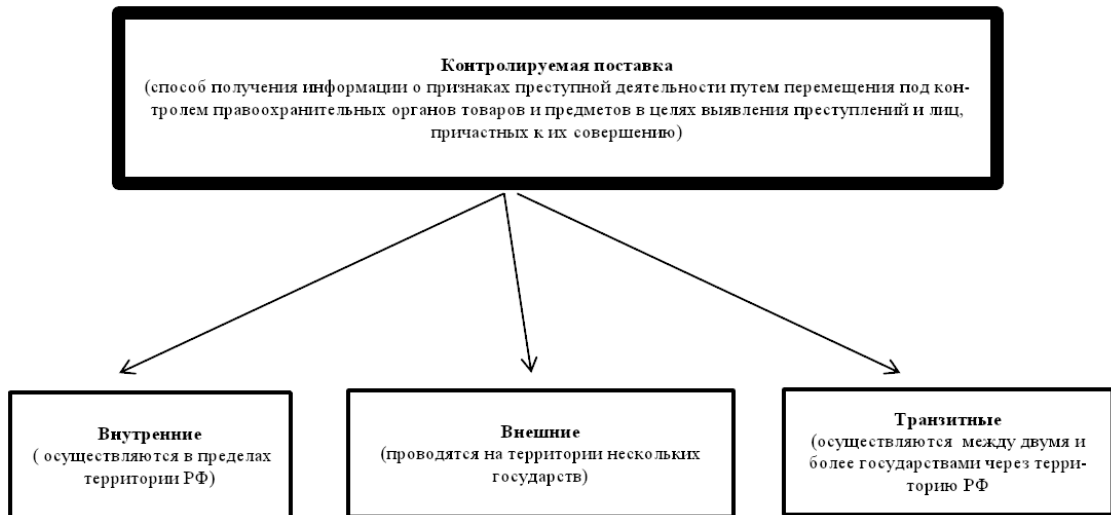 Контролируемая поставка
(способ получения информации о признаках преступной деятельности путем перемещения под кон-
тролем правоохранительных органов товаров и предметов в целях выявления преступлений и лиц,
причастных к их совершению)
Внутренние
( осуществляются в пределах
территории РФ)
Внешние
(проводятся на территории нескольких
государств)
Транзитные
(осуществляются между двумя и
более государствами через терри-
торию РФ